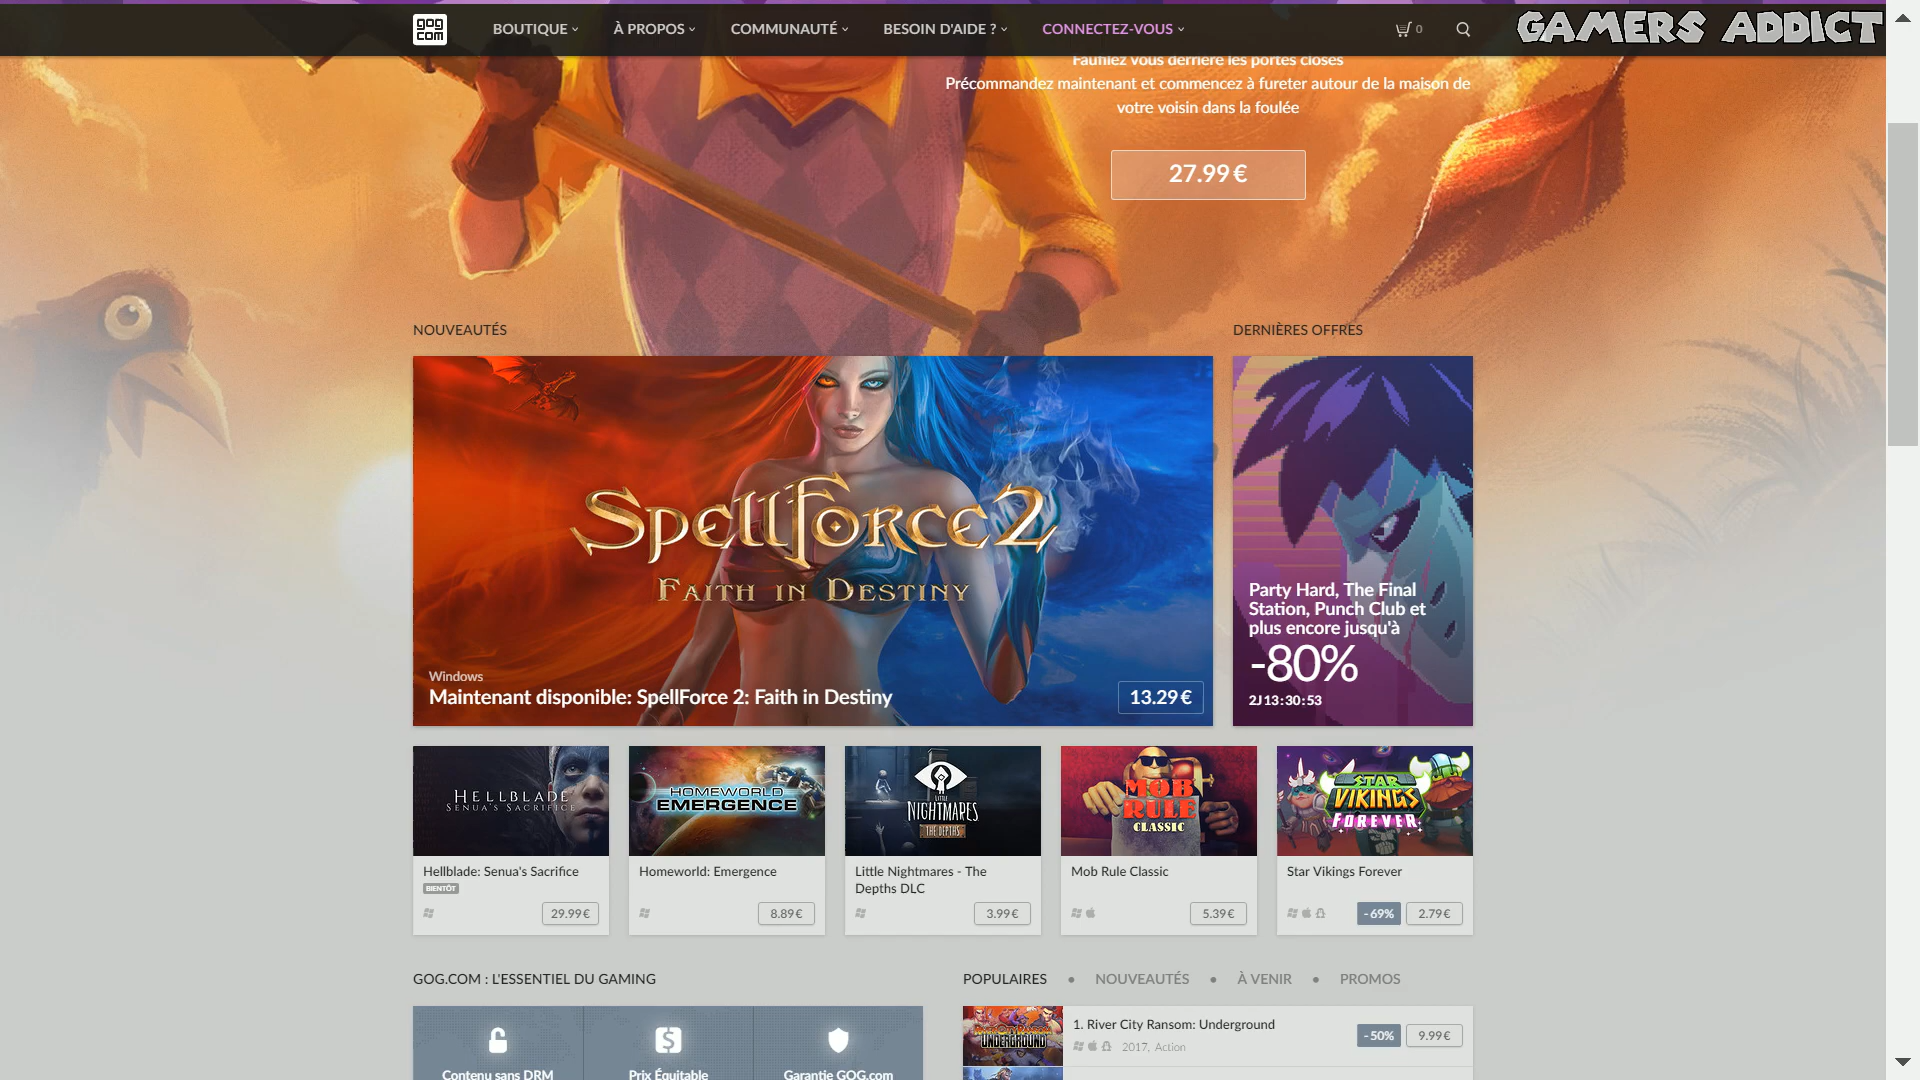 gog
com
BOUTIQUE
À PROPOS
COMMUNAUTÉ
BESOIN D'AIDE ?
CONNECTEZ-VOUS
0
GAMERS ADDICT
Faufilez vous derrière les portes closes
Précommandez maintenant et commencez à fureter autour de la maison de
votre voisin dans la foulée
27.99 €
NOUVEAUTÉS
DERNIÈRES OFFRES
SPELLFORCE 2
FAITH IN DESTINY
Windows
Maintenant disponible: SpellForce 2: Faith in Destiny
13.29 €
Party Hard, The Final
Station, Punch Club et
plus encore jusqu'à
-80%
2J 13:30:53
HELLBLADE
SENUA'S SACRIFICE
Hellblade: Senua's Sacrifice
BIENTÔT
29.99 €
HOMEWORLD
EMERGENCE
Homeworld: Emergence
8.89 €
LITTLE
NIGHTMARES
THE DEPTHS
Little Nightmares - The
Depths DLC
3.99 €
MOB
RULE
CLASSIC
Mob Rule Classic
5.39 €
STAR
VIKINGS
FOREVER
Star Vikings Forever
-69%
2.79 €
GOG.COM : L'ESSENTIEL DU GAMING
Contenu sans DRM
Prix Équitable
Garantie GOG.com
POPULAIRES
NOUVEAUTÉS
À VENIR
PROMOS
RIVER CITY RANSOM
UNDERGROUND
1. River City Ransom: Underground
2017, Action
-50%
9.99 €